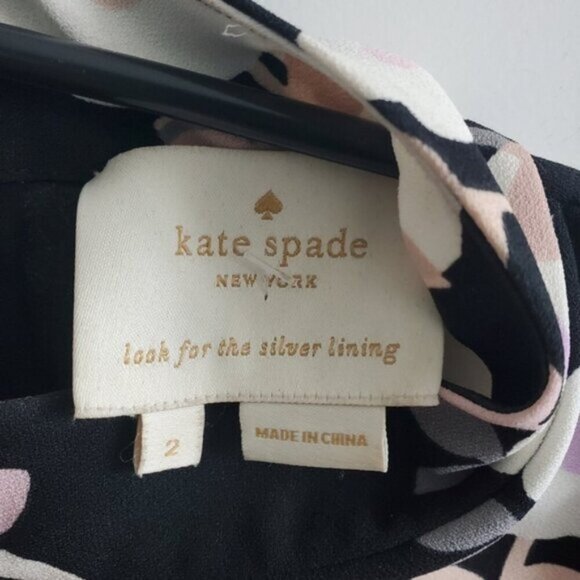 kate spade
NEW YORK
look for the silver lining
2
MADE IN CHINA